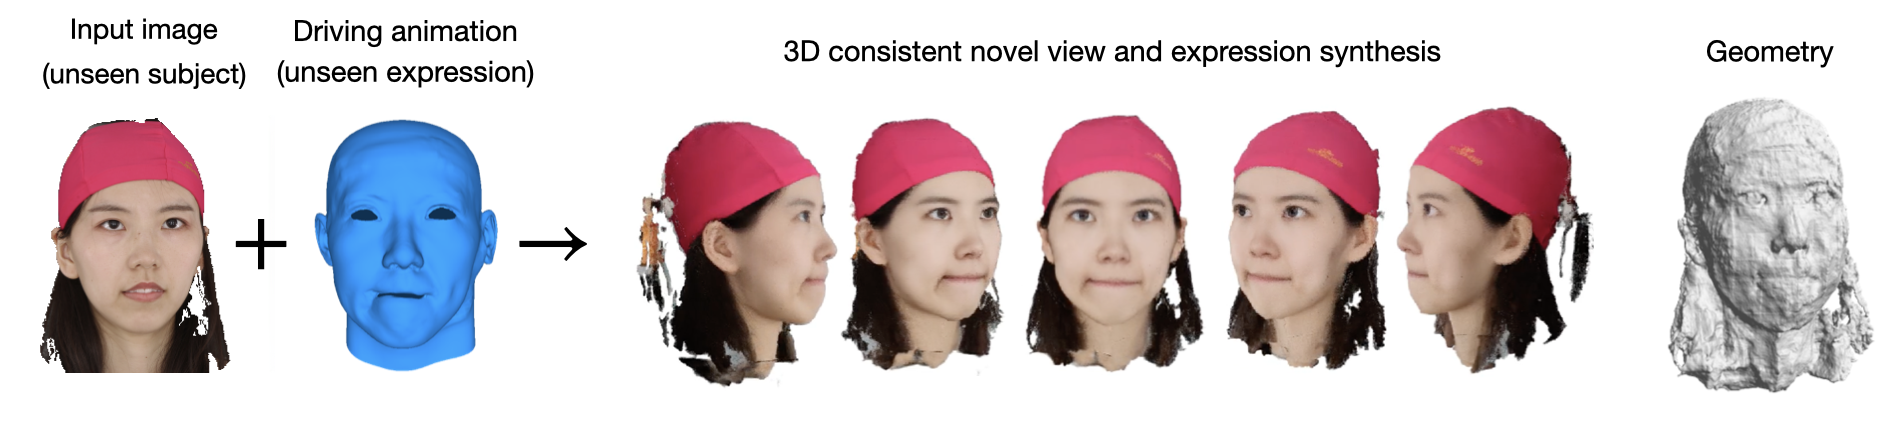 Input image
(unseen subject)
Driving animation
(unseen expression)
3D consistent novel view and expression synthesis
Geometry